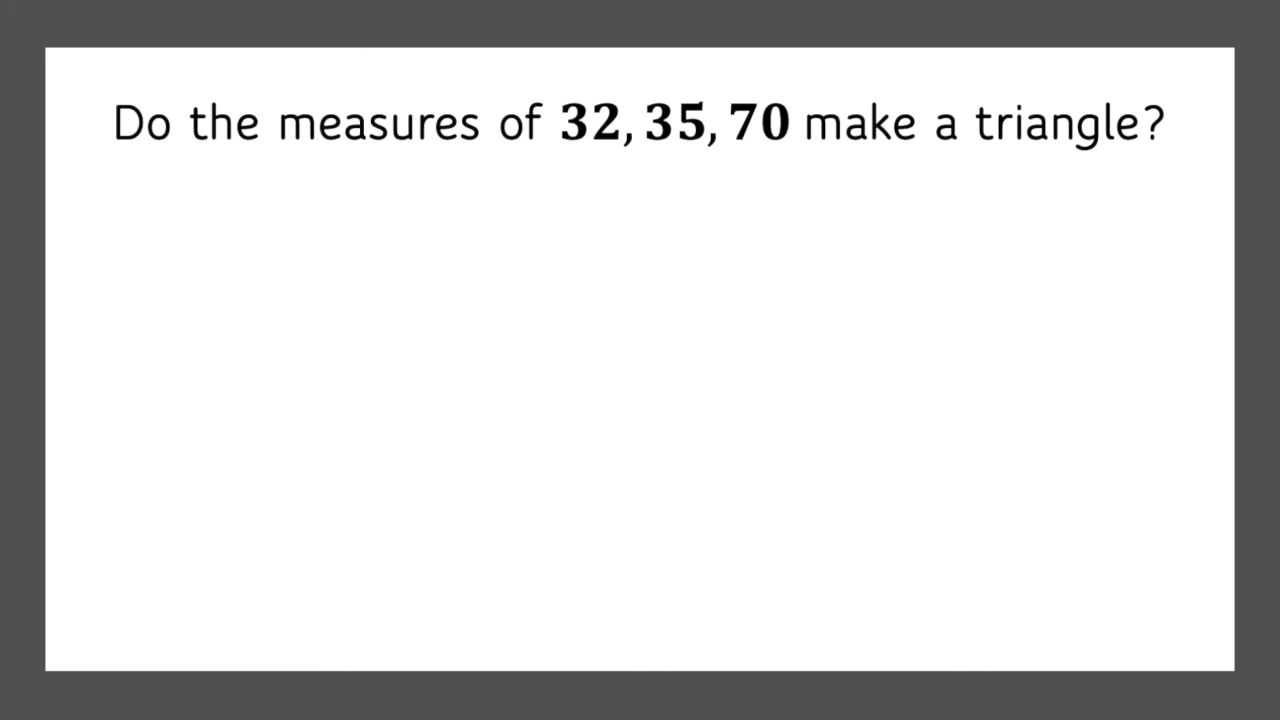 Do the measures of 32, 35, 70 make a triangle?